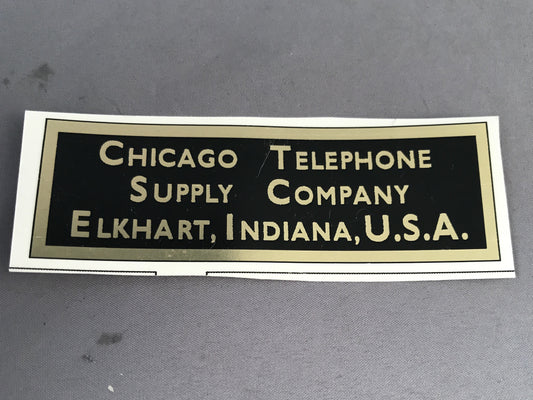 CHICAGO TELEPHONE
SUPPLY COMPANY
ELKHART, INDIANA, U.S.A.